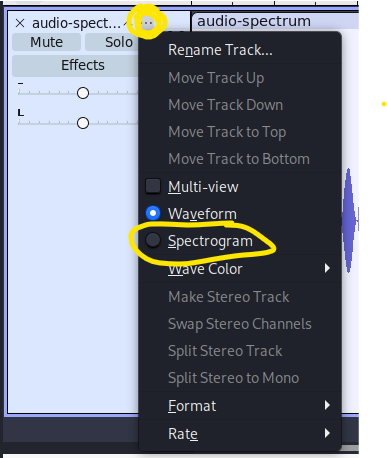 × audio-spect... ...
audio-spectrum
Mute Solo
Effects
L
Rename Track...
Move Track Up
Move Track Down
Move Track to Top
Move Track to Bottom
Multi-view
Waveform
Spectrogram
Wave Color
Make Stereo Track
Swap Stereo Channels
Split Stereo Track
Split Stereo to Mono
Format
Rate